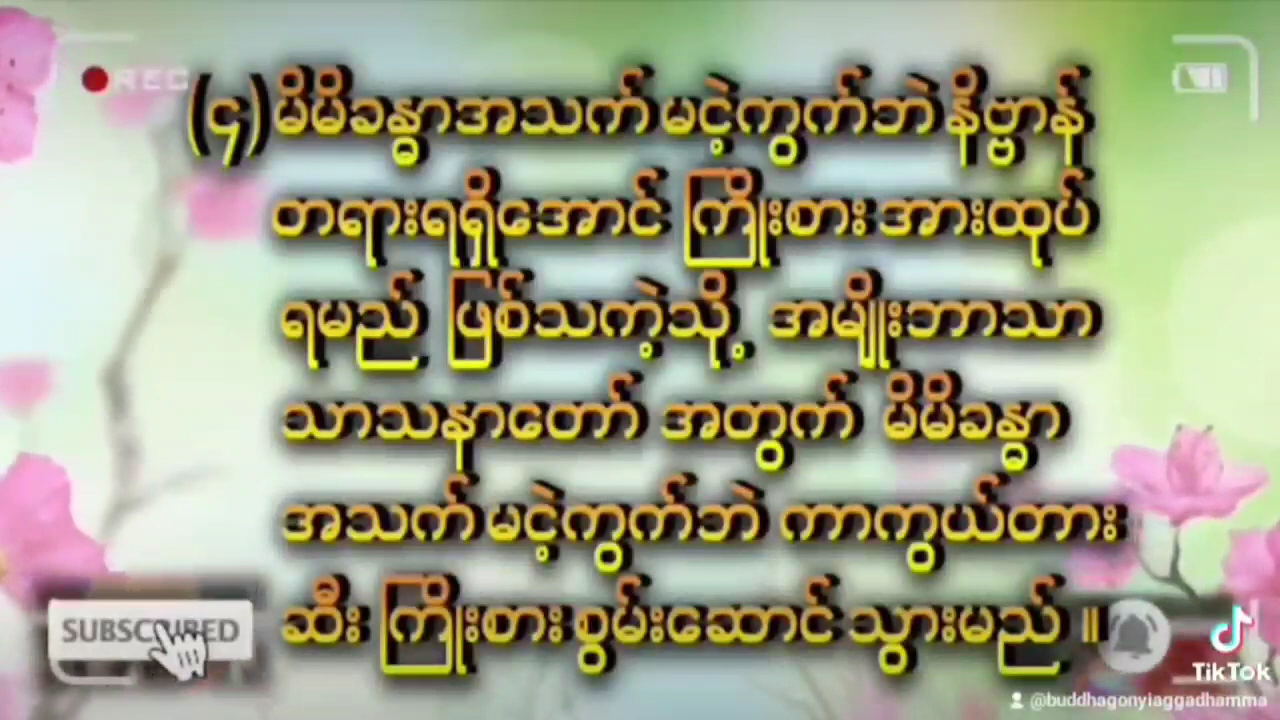 REC
(၄) မိမိခန္ဓာအသက် မငဲ့ကွက်ဘဲ နိဗ္ဗာန်
တရားရရှိအောင် ကြိုးစား အားထုပ်
ရမည် ဖြစ်သကဲ့သို့ အမျိုးဘာသာ
သာသနာတော် အတွက် မိမိခန္ဓာ
အသက် မငဲ့ကွက်ဘဲ ကာကွယ်တား
ဆီး ကြိုးစား စွမ်းဆောင် သွားမည် ။
SUBSCRIBED
TikTok
@buddhagonyiaggadhamma